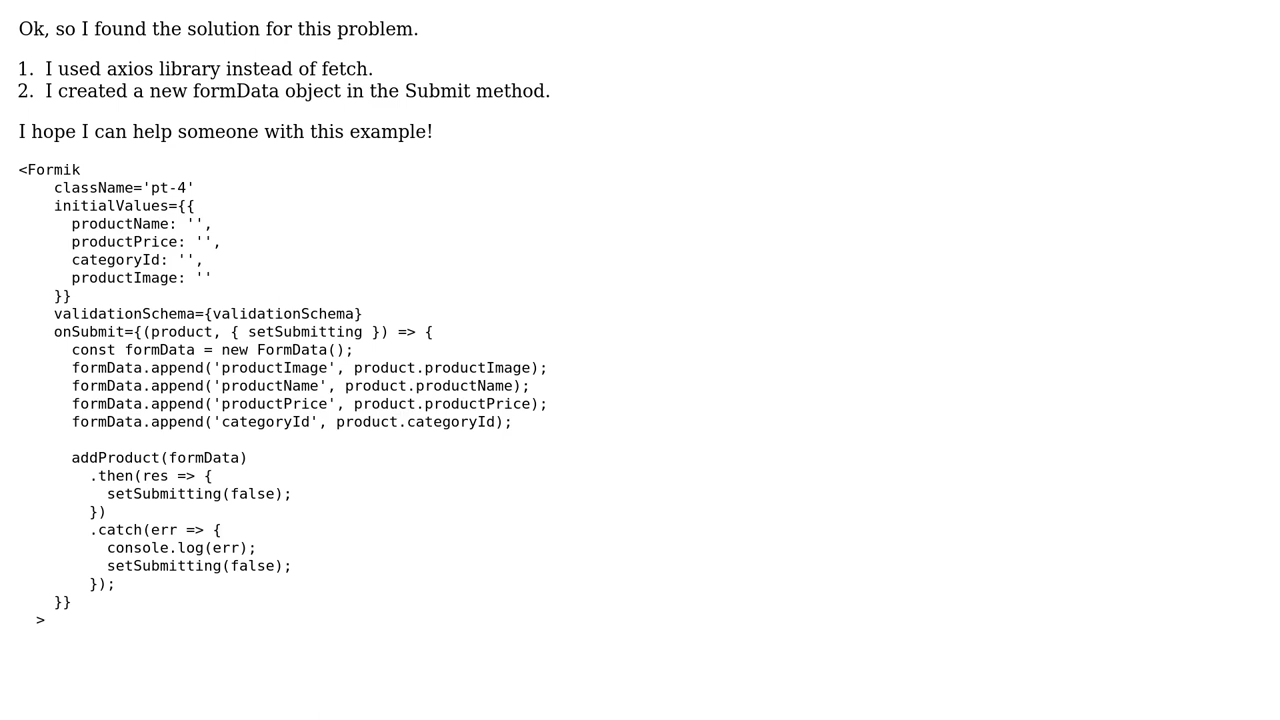 Ok, so I found the solution for this problem.
1. I used axios library instead of fetch.
2. I created a new formData object in the Submit method.
I hope I can help someone with this example!
<Formik
    className='pt-4'
    initialValues={{
      productName: '',
      productPrice: '',
      categoryId: '',
      productImage: ''
    }}
    validationSchema={validationSchema}
    onSubmit={(product, { setSubmitting }) => {
      const formData = new FormData();
      formData.append('productImage', product.productImage);
      formData.append('productName', product.productName);
      formData.append('productPrice', product.productPrice);
      formData.append('categoryId', product.categoryId);

      addProduct(formData)
        .then(res => {
          setSubmitting(false);
        })
        .catch(err => {
          console.log(err);
          setSubmitting(false);
        });
    }}
  >